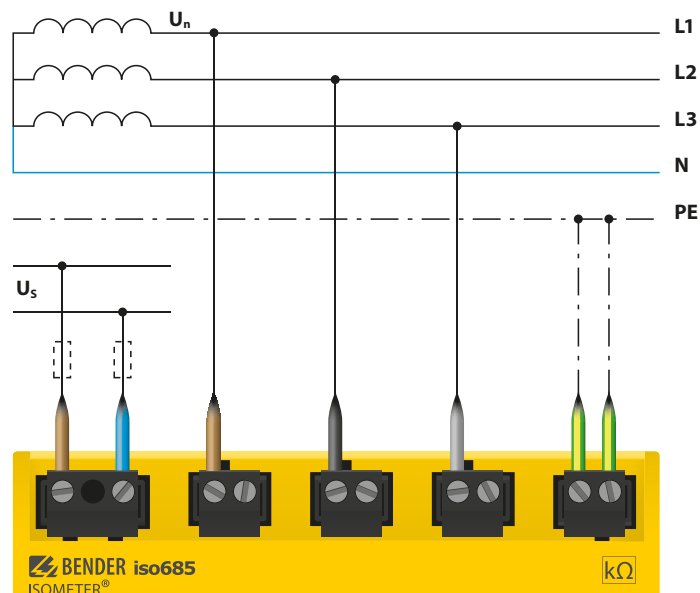 Un
L1
L2
L3
N
PE
US
BENDER iso685
ISOMETER®
kΩ